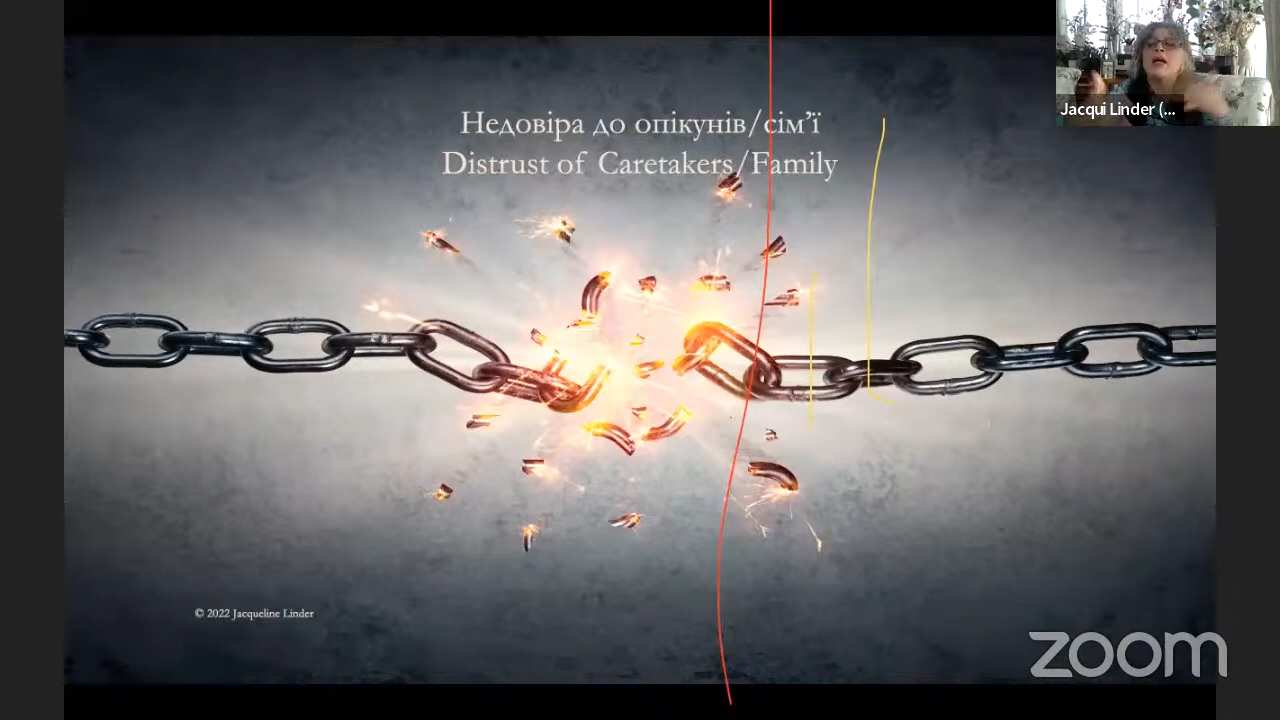 Jacqui Linder (...
Недовіра до опікунів/сім’ї
Distrust of Caretakers/Family
© 2022 Jacqueline Linder
zoom